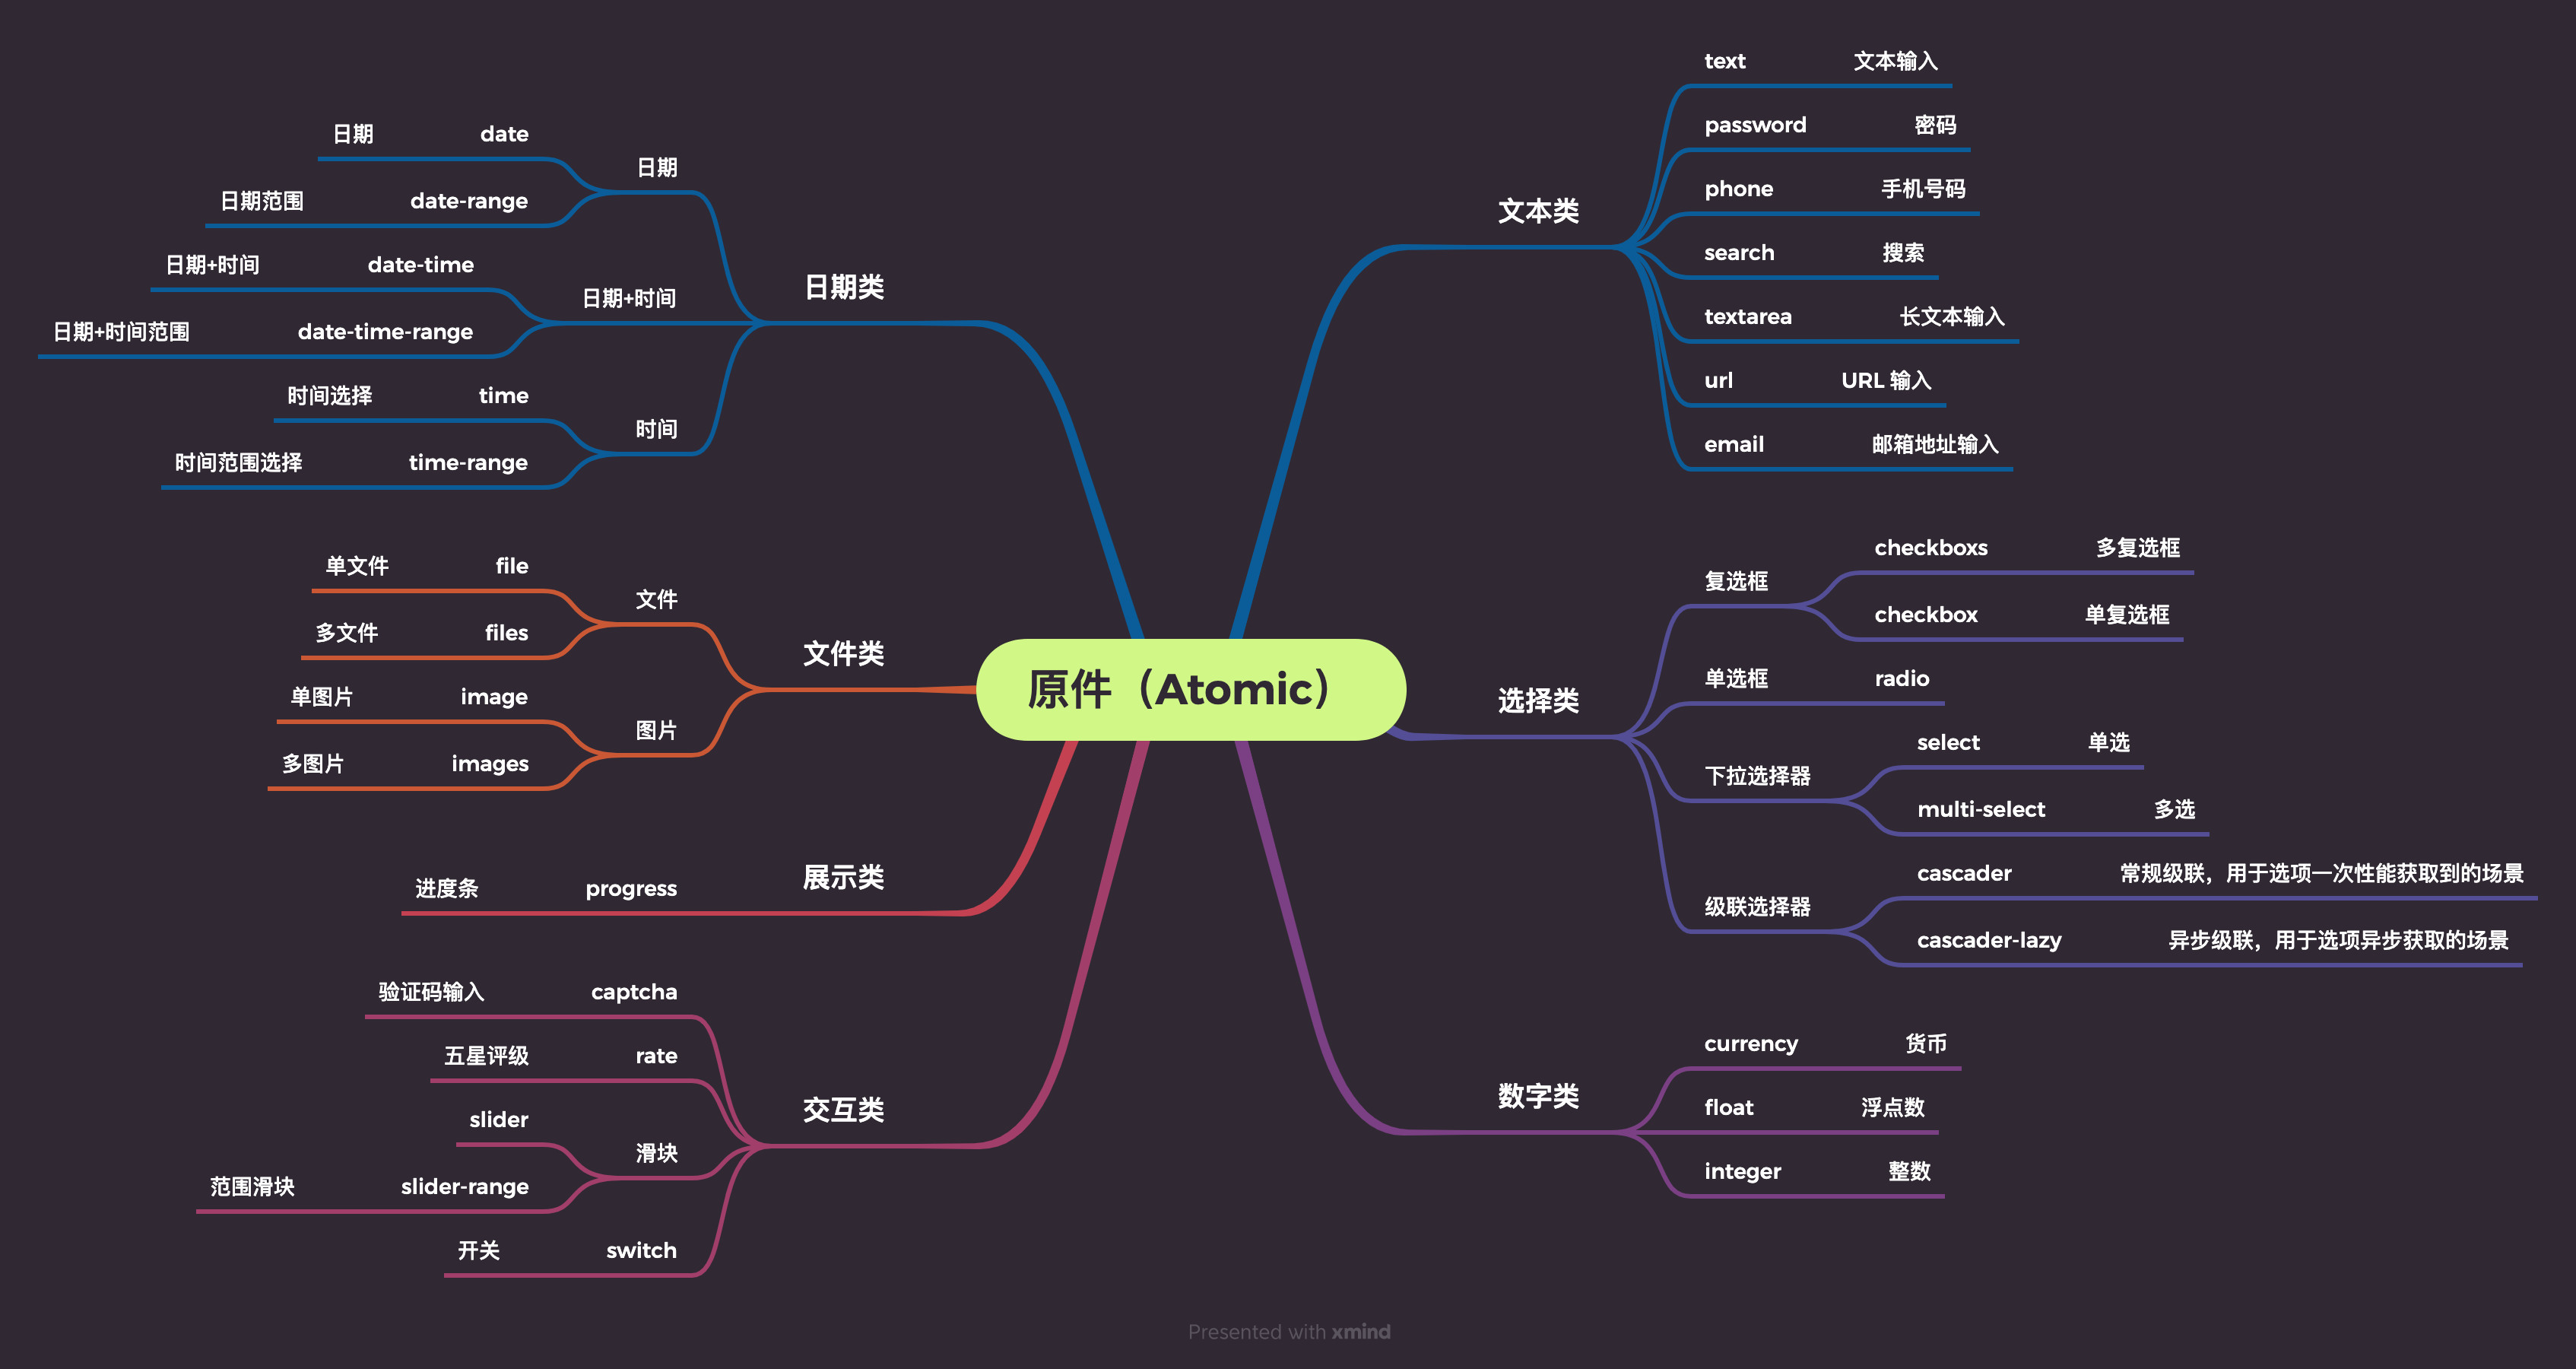 原件（Atomic）
文本类
text 文本输入
password 密码
phone 手机号码
search 搜索
textarea 长文本输入
url URL 输入
email 邮箱地址输入
选择类
复选框
checkboxs 多复选框
checkbox 单复选框
单选框 radio
下拉选择器
select 单选
multi-select 多选
级联选择器
cascader 常规级联，用于选项一次性能获取到的场景
cascader-lazy 异步级联，用于选项异步获取的场景
数字类
currency 货币
float 浮点数
integer 整数
日期类
日期
日期 date
日期范围 date-range
日期+时间
日期+时间 date-time
日期+时间范围 date-time-range
时间
时间选择 time
时间范围选择 time-range
文件类
文件
单文件 file
多文件 files
图片
单图片 image
多图片 images
展示类
进度条 progress
交互类
验证码输入 captcha
五星评级 rate
滑块
slider
范围滑块 slider-range
开关 switch
Presented with xmind